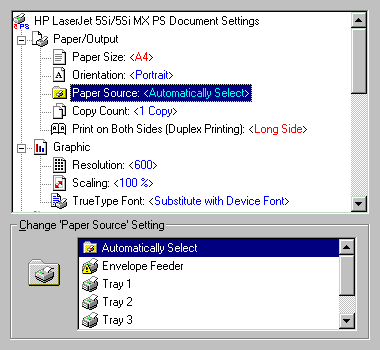 HP LaserJet 5Si/5Si MX PS Document Settings
Paper/Output
Paper Size: <A4>
Orientation: <Portrait>
Paper Source: <Automatically Select>
Copy Count: <1 Copy>
Print on Both Sides (Duplex Printing): <Long Side>
Graphic
Resolution: <600>
Scaling: <100 %>
TrueType Font: <Substitute with Device Font>
Change 'Paper Source' Setting
Automatically Select
Envelope Feeder
Tray 1
Tray 2
Tray 3